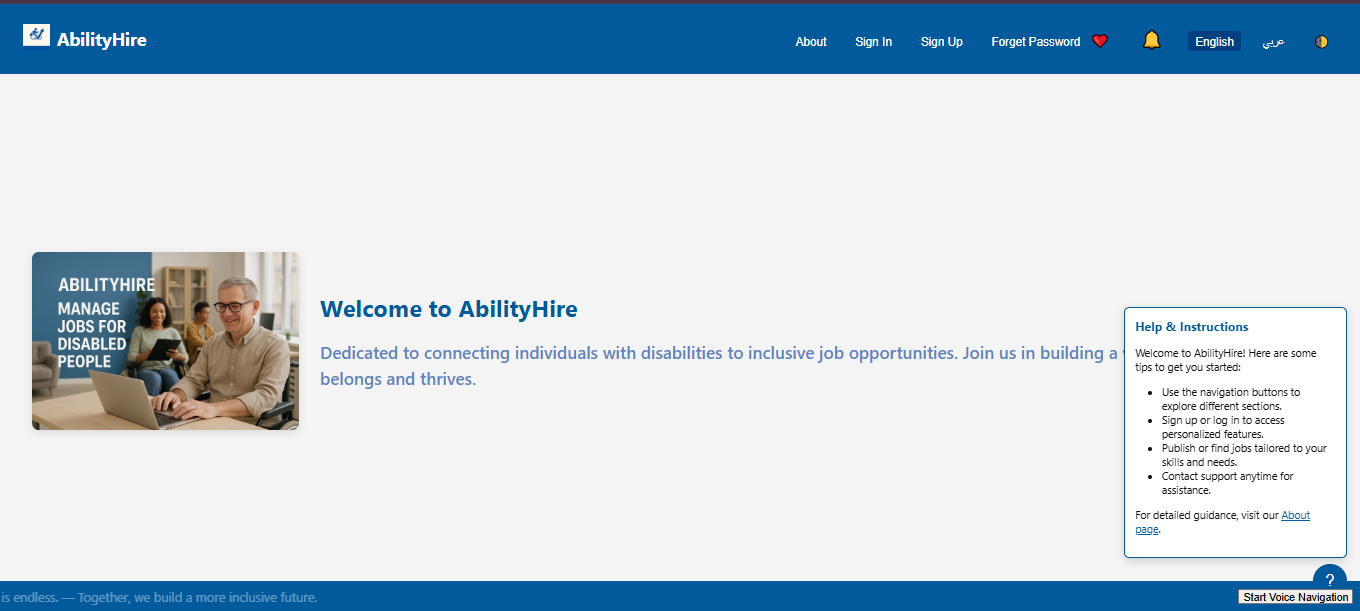 AbilityHire
About
Sign In
Sign Up
Forget Password
English
عربي
ABILITYHIRE
MANAGE
JOBS FOR
DISABLED
PEOPLE
Welcome to AbilityHire
Dedicated to connecting individuals with disabilities to inclusive job opportunities. Join us in building a
belongs and thrives.
Help & Instructions
Welcome to AbilityHire! Here are some
tips to get you started:
• Use the navigation buttons to
explore different sections.
• Sign up or log in to access
personalized features.
• Publish or find jobs tailored to your
skills and needs.
• Contact support anytime for
assistance.
For detailed guidance, visit our About
page.
?
is endless. — Together, we build a more inclusive future.
Start Voice Navigation